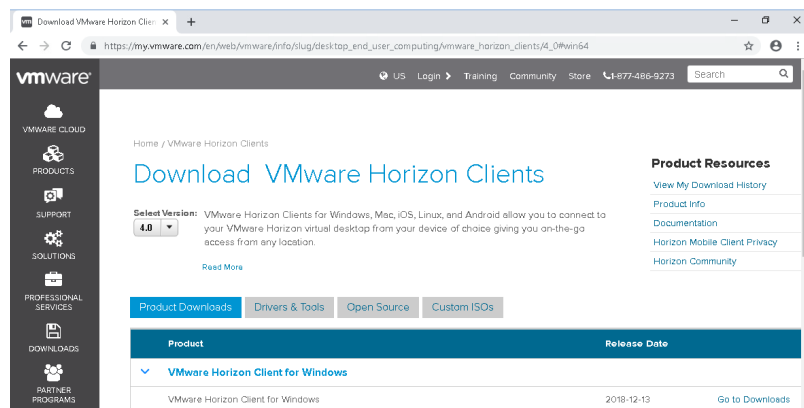 vm Download VMware Horizon Clien
https://my.vmware.com/en/web/vmware/info/slug/desktop_end_user_computing/vmware_horizon_clients/4_0#win64
vmware®
US Login Training Community Store 1-877-486-9273 Search
VMWARE CLOUD
PRODUCTS
SUPPORT
SOLUTIONS
PROFESSIONAL
SERVICES
DOWNLOADS
PARTNER
PROGRAMS
Home / VMware Horizon Clients
Download VMware Horizon Clients
Select Version:
4.0
VMware Horizon Clients for Windows, Mac, iOS, Linux, and Android allow you to connect to
your VMware Horizon virtual desktop from your device of choice giving you on-the-go
access from any location.
Read More
Product Resources
View My Download History
Product Info
Documentation
Horizon Mobile Client Privacy
Horizon Community
Product Downloads Drivers & Tools Open Source Custom ISOs
Product Release Date
VMware Horizon Client for Windows
VMware Horizon Client for Windows 2018-12-13 Go to Downloads